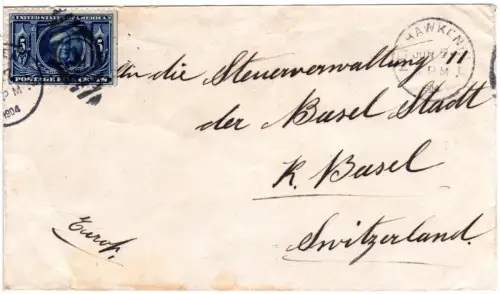 UNITED STATES OF AMERICA
5 5
POSTAGE FIVE CENTS
1904
PM
An die Steuerverwaltung
der Basel Stadt
K. Basel
Switzerland.
Europ.